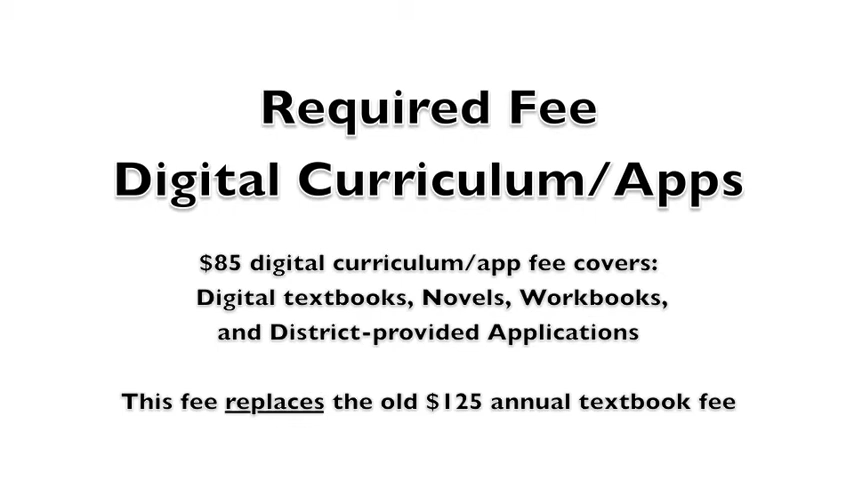 Required Fee
Digital Curriculum/Apps
$85 digital curriculum/app fee covers:
Digital textbooks, Novels, Workbooks,
and District-provided Applications
This fee replaces the old $125 annual textbook fee